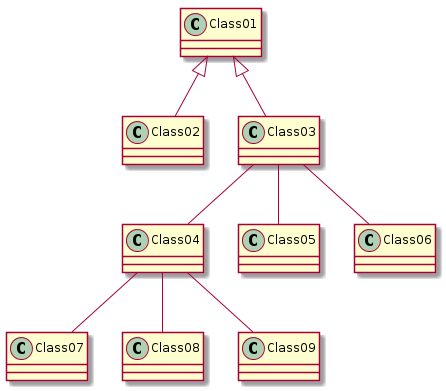 C Class01
C Class02
C Class03
C Class04
C Class05
C Class06
C Class07
C Class08
C Class09